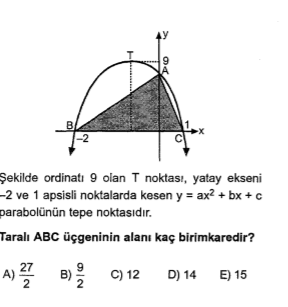 y
T
9
A
B
-2
1
C
x
Şekilde ordinatı 9 olan T noktası, yatay ekseni
-2 ve 1 apsisli noktalarda kesen y = ax² + bx + c
parabolünün tepe noktasıdır.
Taralı ABC üçgeninin alanı kaç birimkaredir?
A) 27/2 B) 9/2 C) 12 D) 14 E) 15